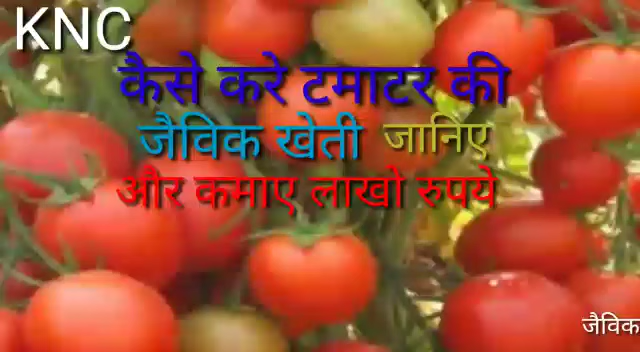 KNC
कैसे करे टमाटर की
जैविक खेती जानिए
और कमाए लाखो रुपये
जैविक